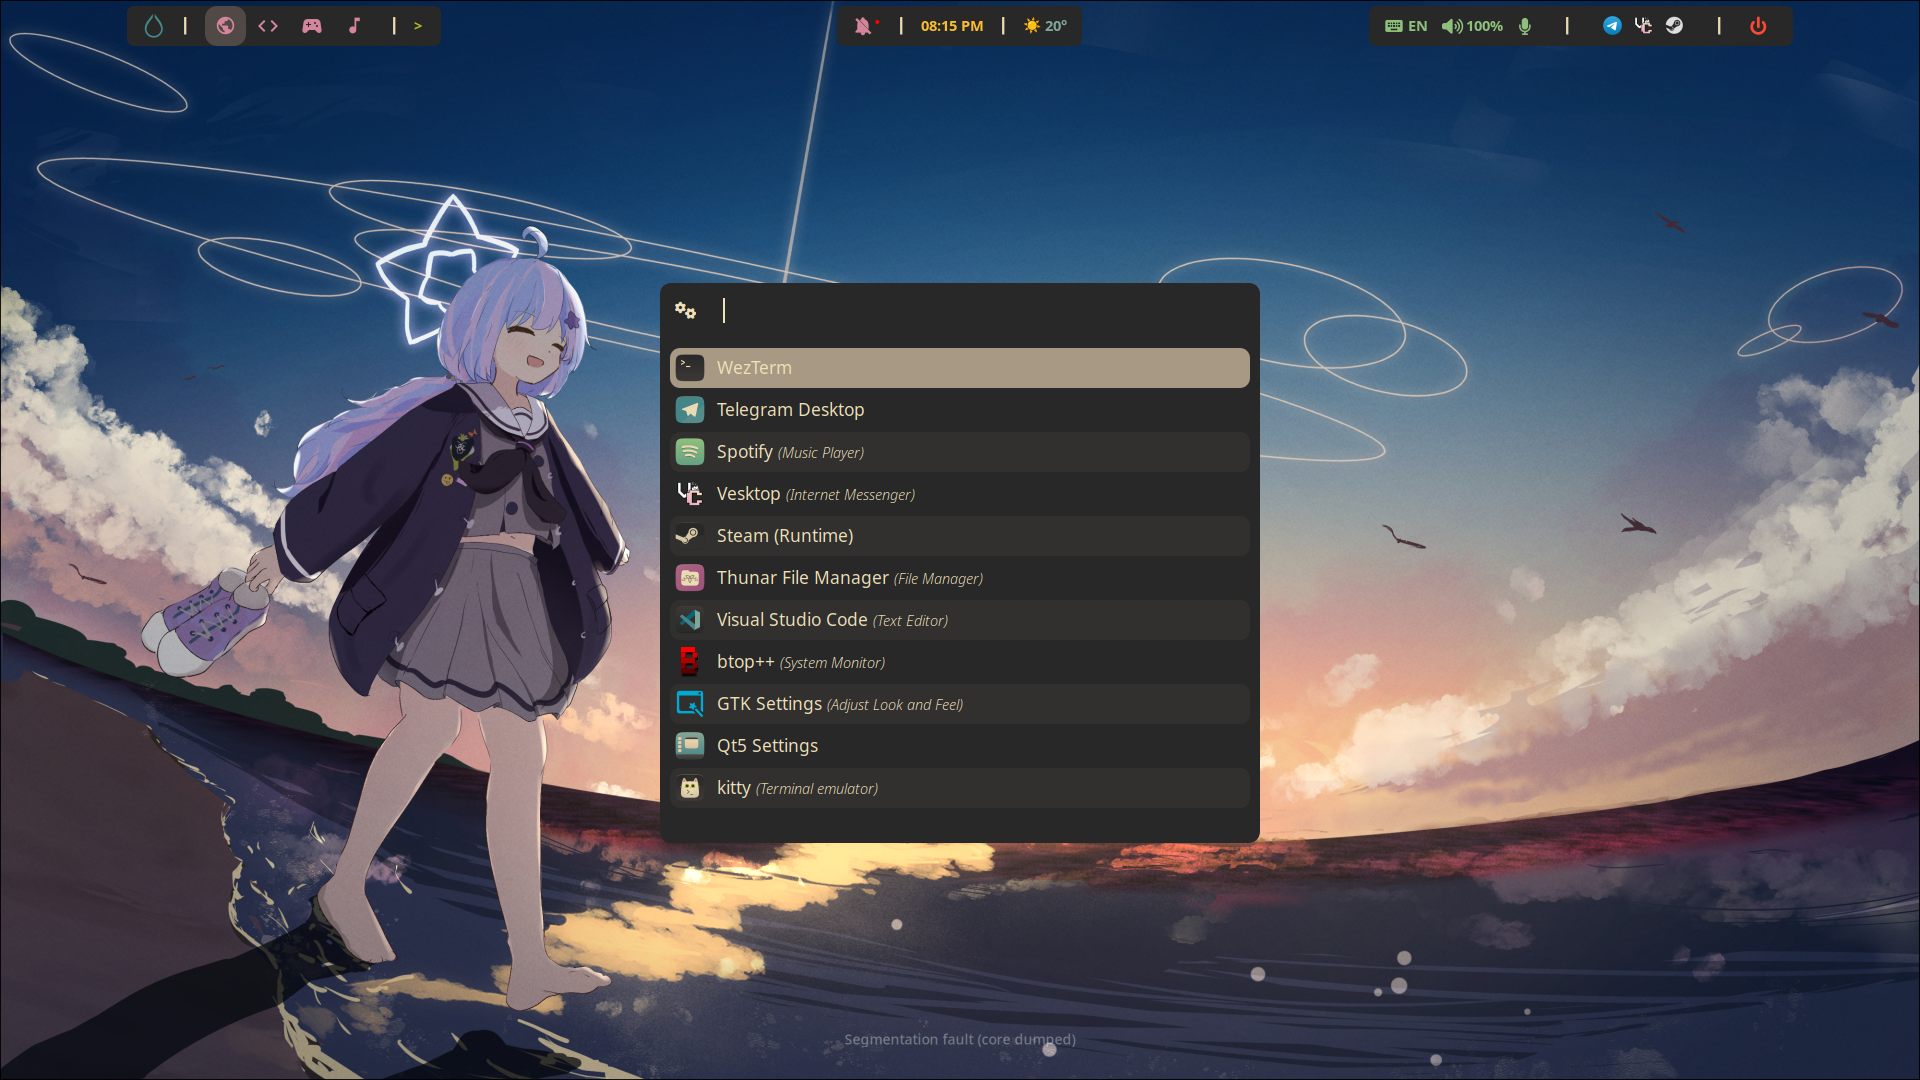 >
08:15 PM
20°
EN
100%
WezTerm
Telegram Desktop
Spotify (Music Player)
Vesktop (Internet Messenger)
Steam (Runtime)
Thunar File Manager (File Manager)
Visual Studio Code (Text Editor)
btop++ (System Monitor)
GTK Settings (Adjust Look and Feel)
Qt5 Settings
kitty (Terminal emulator)
Segmentation fault (core dumped)